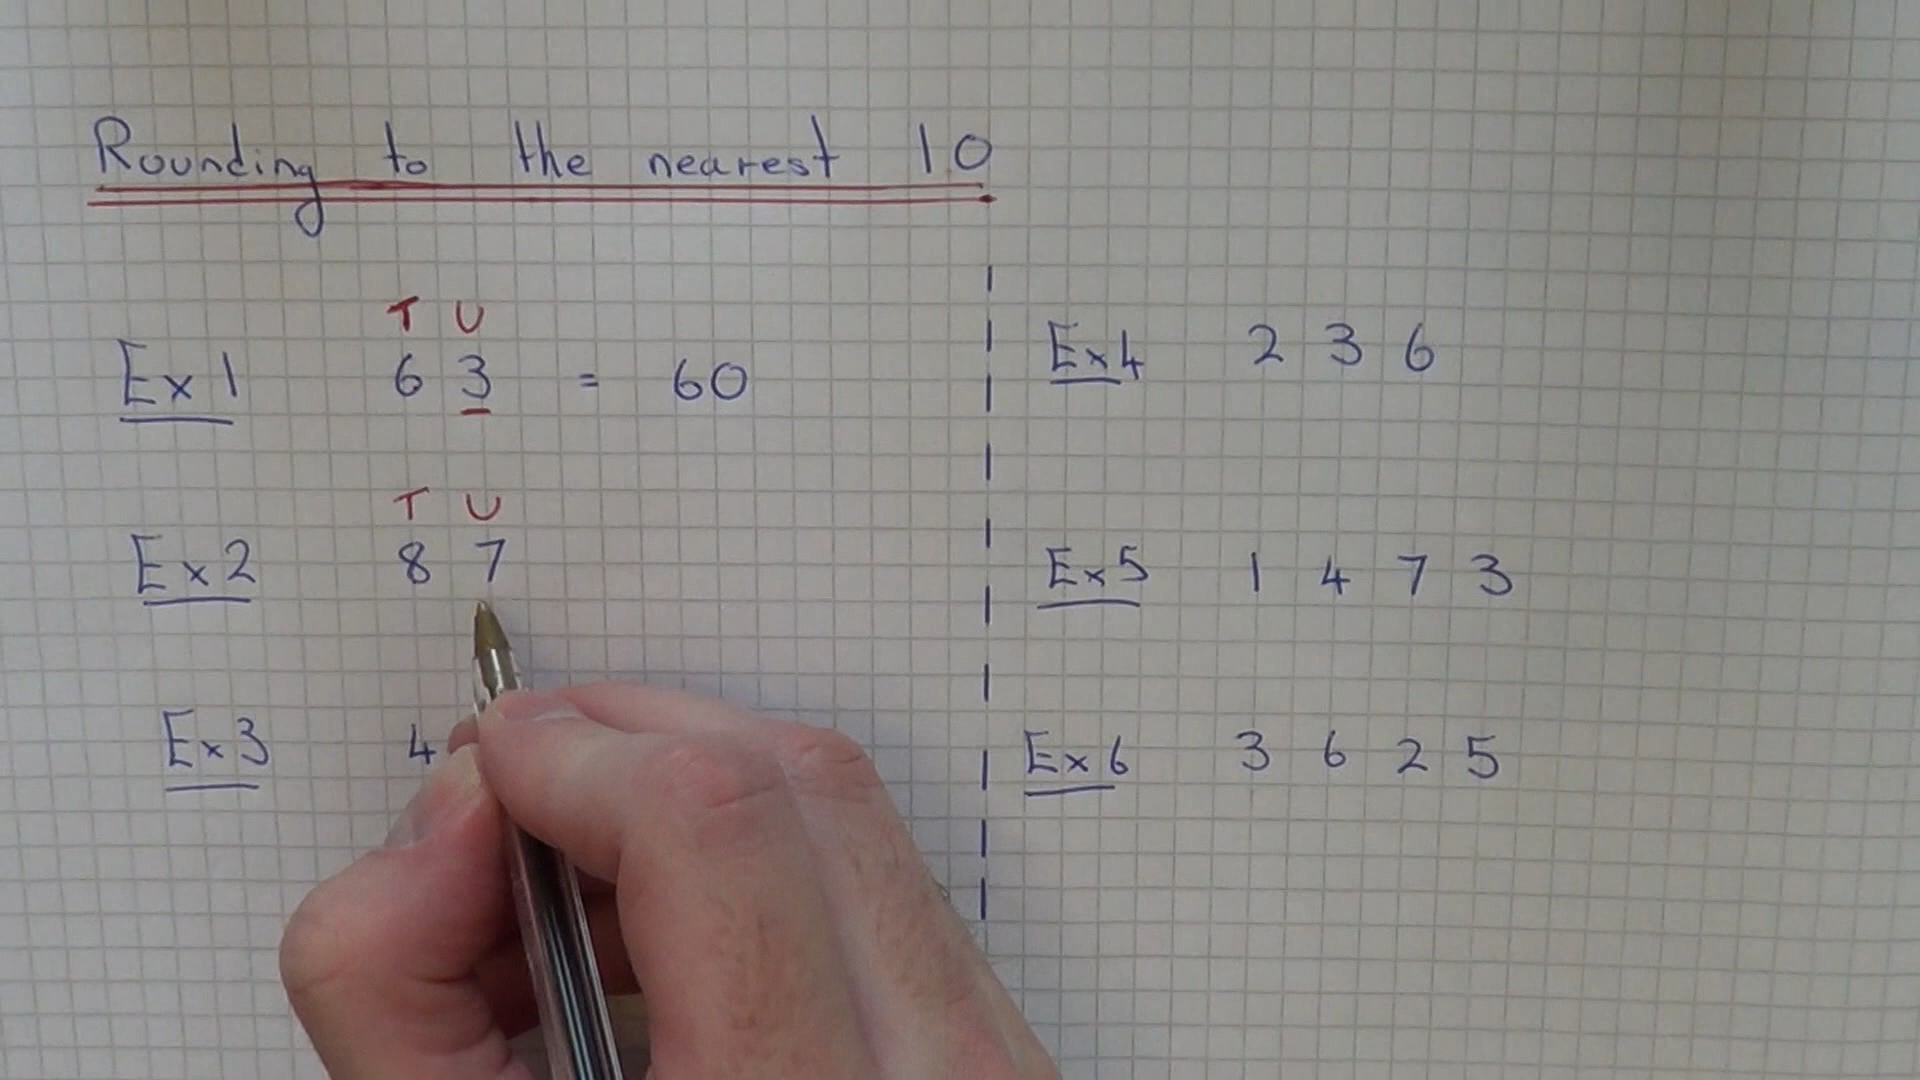 Rounding to the nearest 10
T U
Ex 1 6 3 = 60
T U
Ex 2 8 7
Ex 3 4
Ex 4 2 3 6
Ex 5 1 4 7 3
Ex 6 3 6 2 5